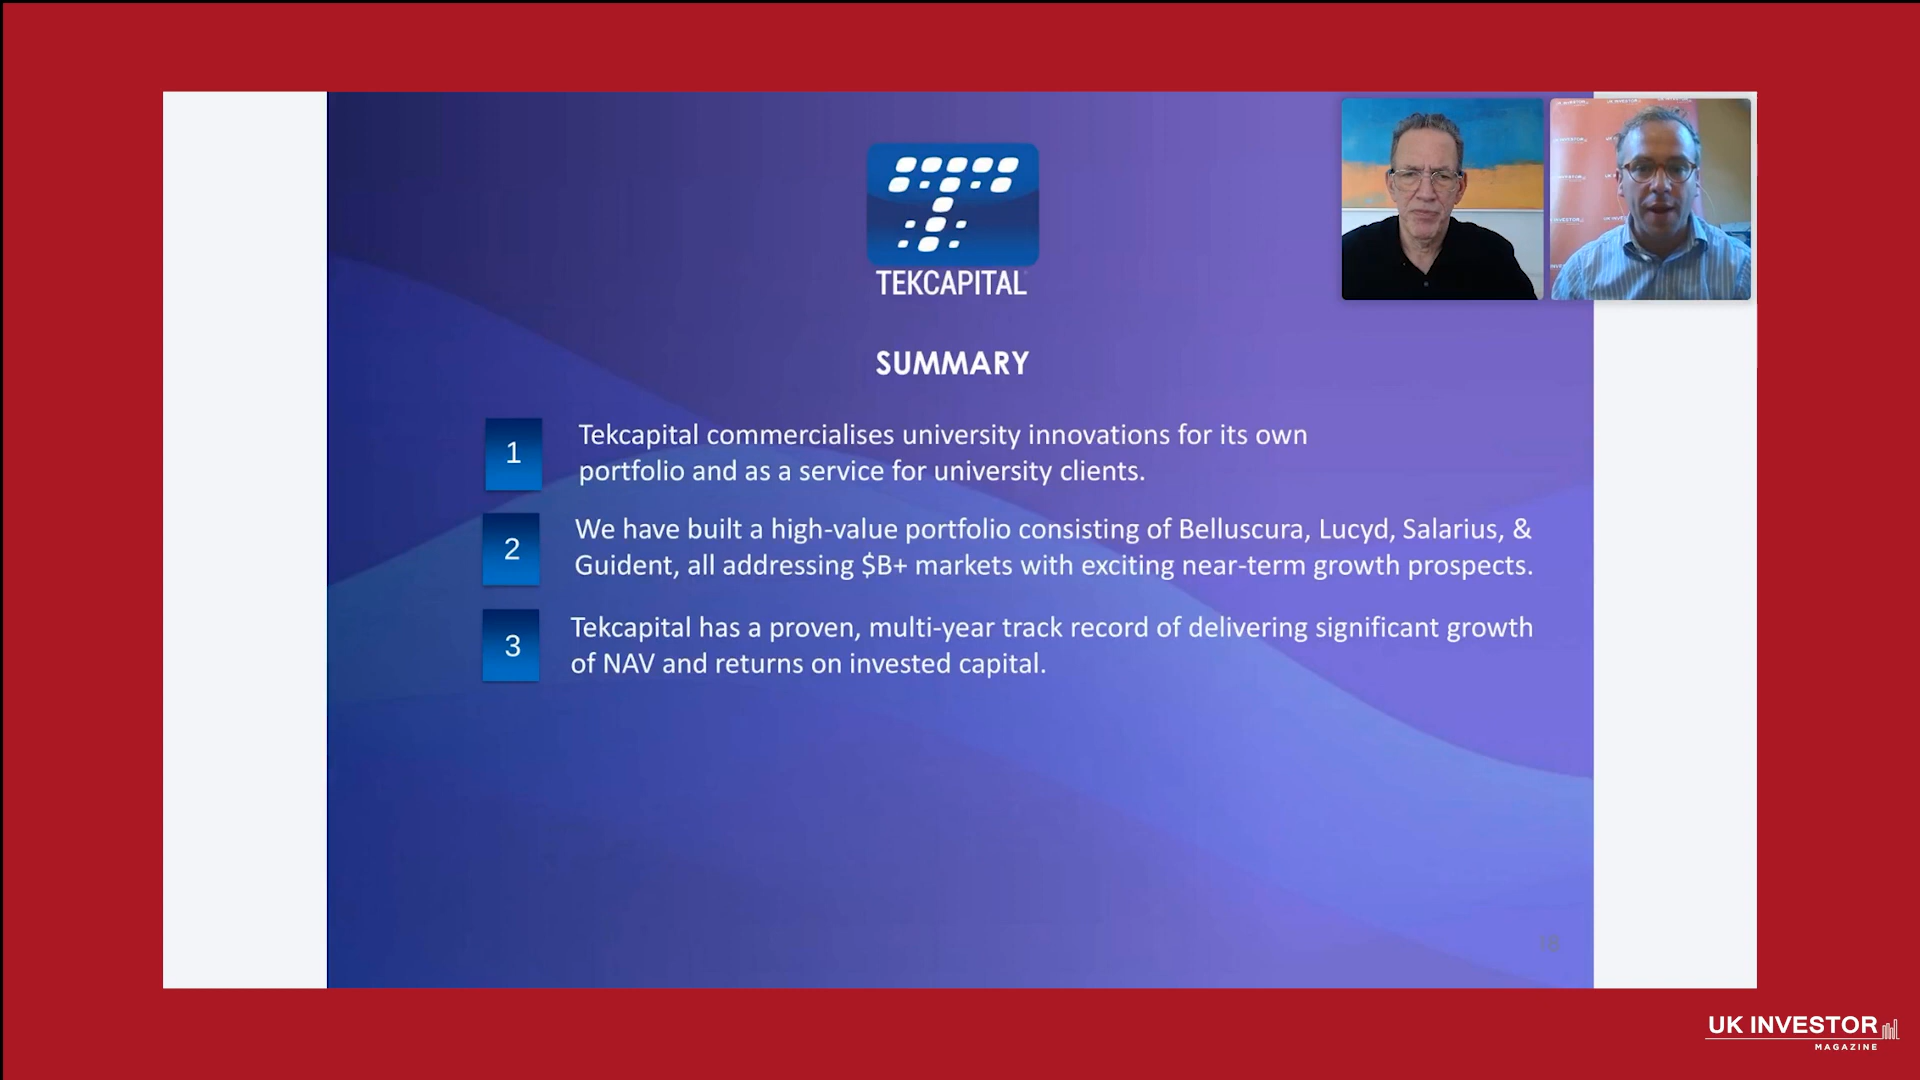 TEKCAPITAL
SUMMARY
1
Tekcapital commercialises university innovations for its own
portfolio and as a service for university clients.
2
We have built a high-value portfolio consisting of Belluscura, Lucyd, Salarius, &
Guident, all addressing $B+ markets with exciting near-term growth prospects.
3
Tekcapital has a proven, multi-year track record of delivering significant growth
of NAV and returns on invested capital.
UK INVESTOR
MAGAZINE